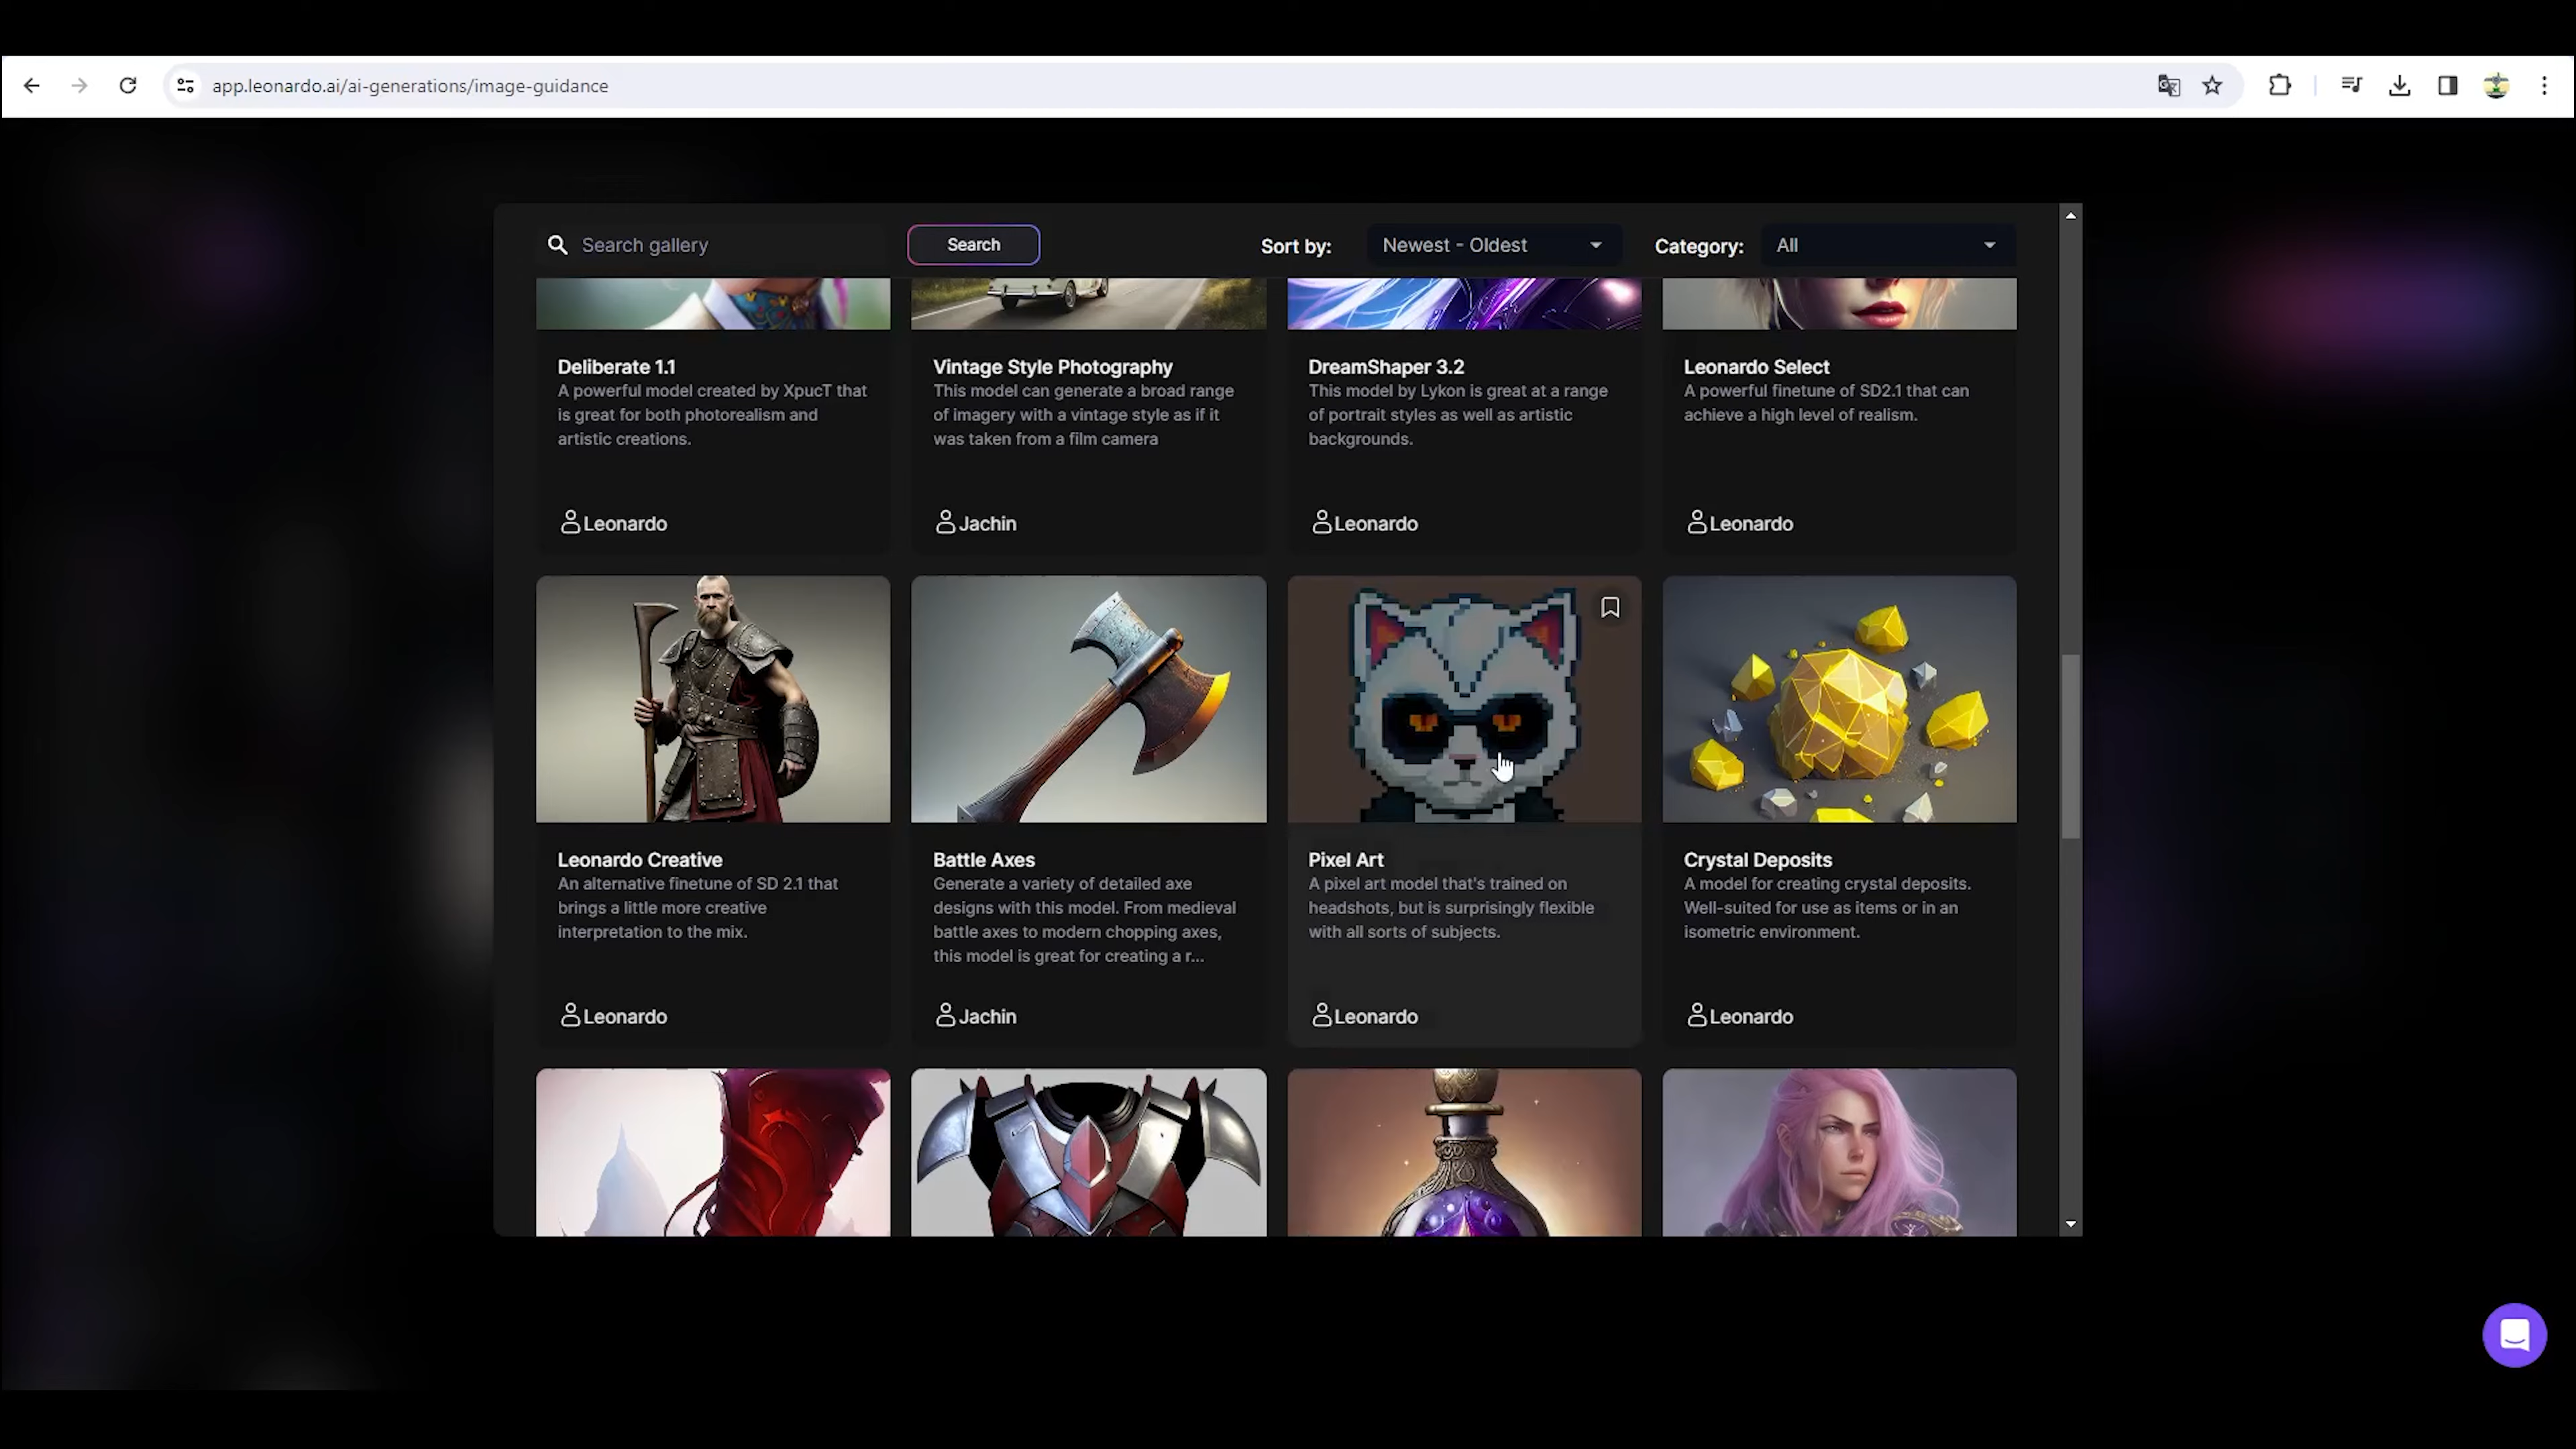 app.leonardo.ai/ai-generations/image-guidance
Search gallery
Search
Sort by:
Newest - Oldest
Category:
All
Deliberate 1.1
A powerful model created by XpucT that
is great for both photorealism and
artistic creations.
Leonardo
Vintage Style Photography
This model can generate a broad range
of imagery with a vintage style as if it
was taken from a film camera
Jachin
DreamShaper 3.2
This model by Lykon is great at a range
of portrait styles as well as artistic
backgrounds.
Leonardo
Leonardo Select
A powerful finetune of SD2.1 that can
achieve a high level of realism.
Leonardo
Leonardo Creative
An alternative finetune of SD 2.1 that
brings a little more creative
interpretation to the mix.
Leonardo
Battle Axes
Generate a variety of detailed axe
designs with this model. From medieval
battle axes to modern chopping axes,
this model is great for creating a r...
Jachin
Pixel Art
A pixel art model that's trained on
headshots, but is surprisingly flexible
with all sorts of subjects.
Leonardo
Crystal Deposits
A model for creating crystal deposits.
Well-suited for use as items or in an
isometric environment.
Leonardo